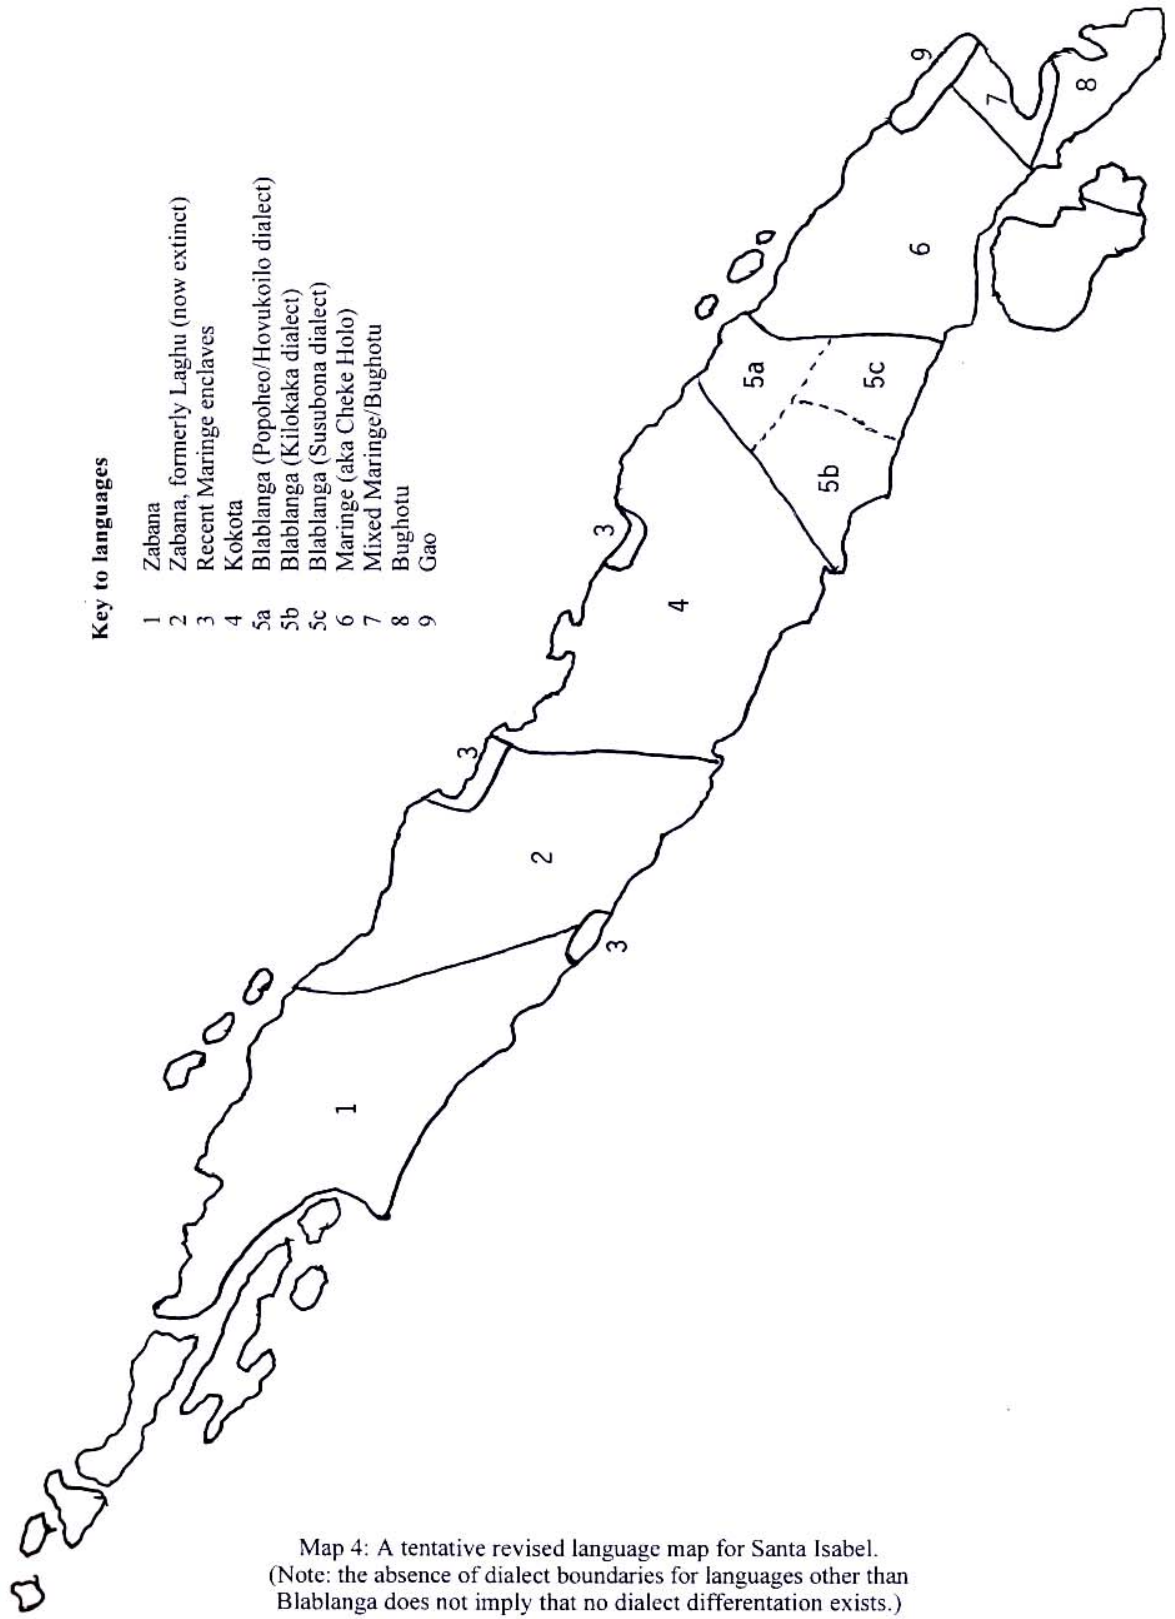 Key to languages
1 Zabana
2 Zabana, formerly Laghu (now extinct)
3 Recent Maringe enclaves
4 Kokota
5a Blablanga (Popoheo/Hovukoilo dialect)
5b Blablanga (Kilokaka dialect)
5c Blablanga (Susubona dialect)
6 Maringe (aka Cheke Holo)
7 Mixed Maringe/Bughotu
8 Bughotu
9 Gao
1
2
3
3
4
3
5a
5b
5c
6
7
8
9
Map 4: A tentative revised language map for Santa Isabel.
(Note: the absence of dialect boundaries for languages other than
Blablanga does not imply that no dialect differentation exists.)